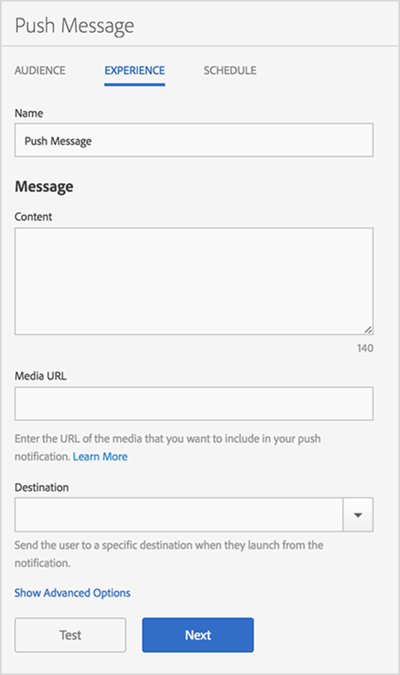 Push Message
AUDIENCE EXPERIENCE SCHEDULE
Name
Push Message
Message
Content
140
Media URL
Enter the URL of the media that you want to include in your push
notification. Learn More
Destination
Send the user to a specific destination when they launch from the
notification.
Show Advanced Options
Test Next